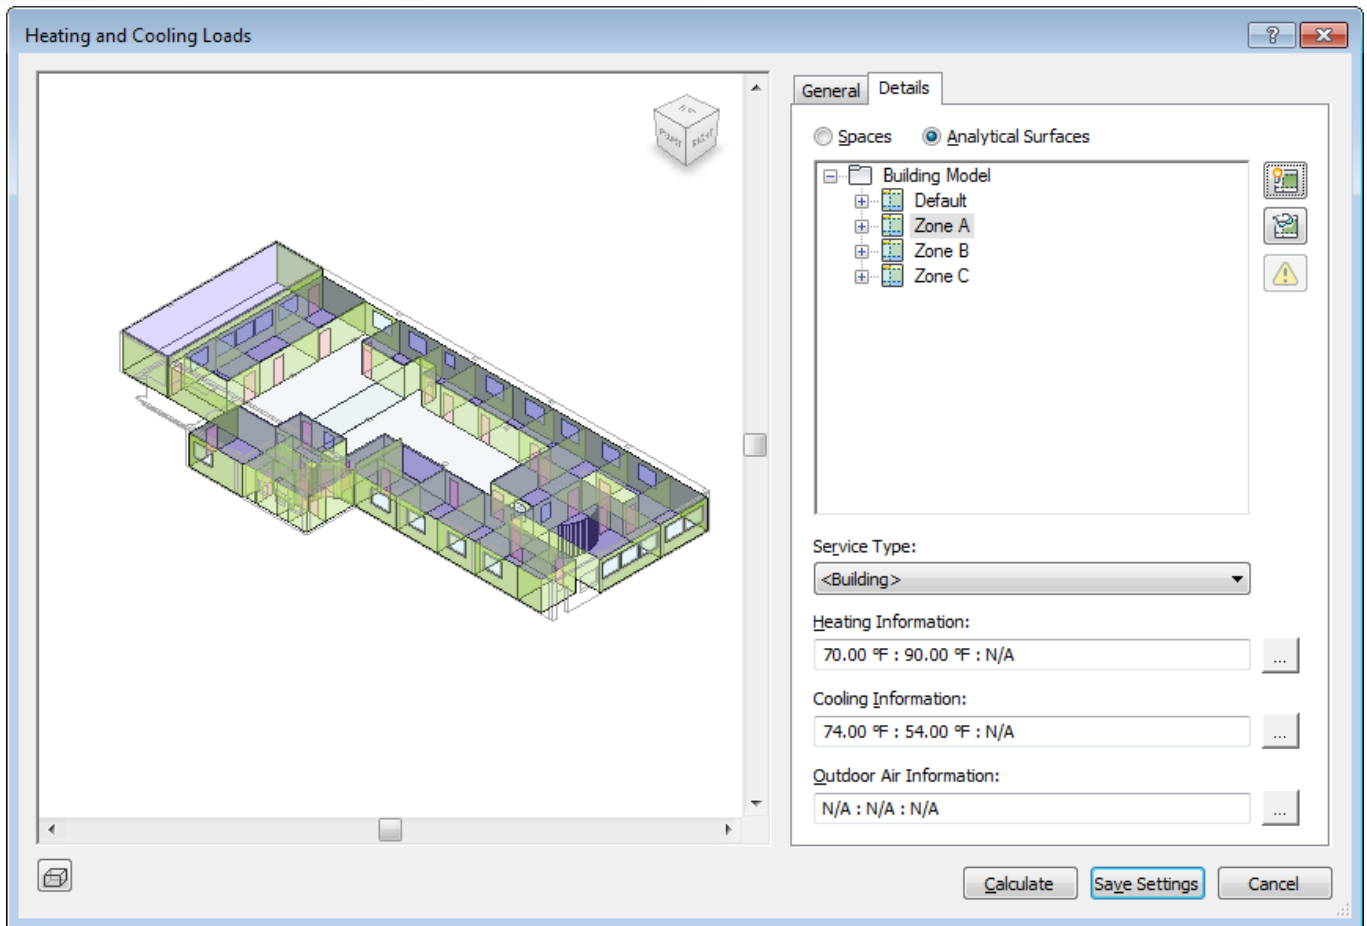 Heating and Cooling Loads
General
Details
Spaces
Analytical Surfaces
Building Model
Default
Zone A
Zone B
Zone C
Service Type:
<Building>
Heating Information:
70.00 °F : 90.00 °F : N/A
...
Cooling Information:
74.00 °F : 54.00 °F : N/A
...
Outdoor Air Information:
N/A : N/A : N/A
...
Calculate
Save Settings
Cancel